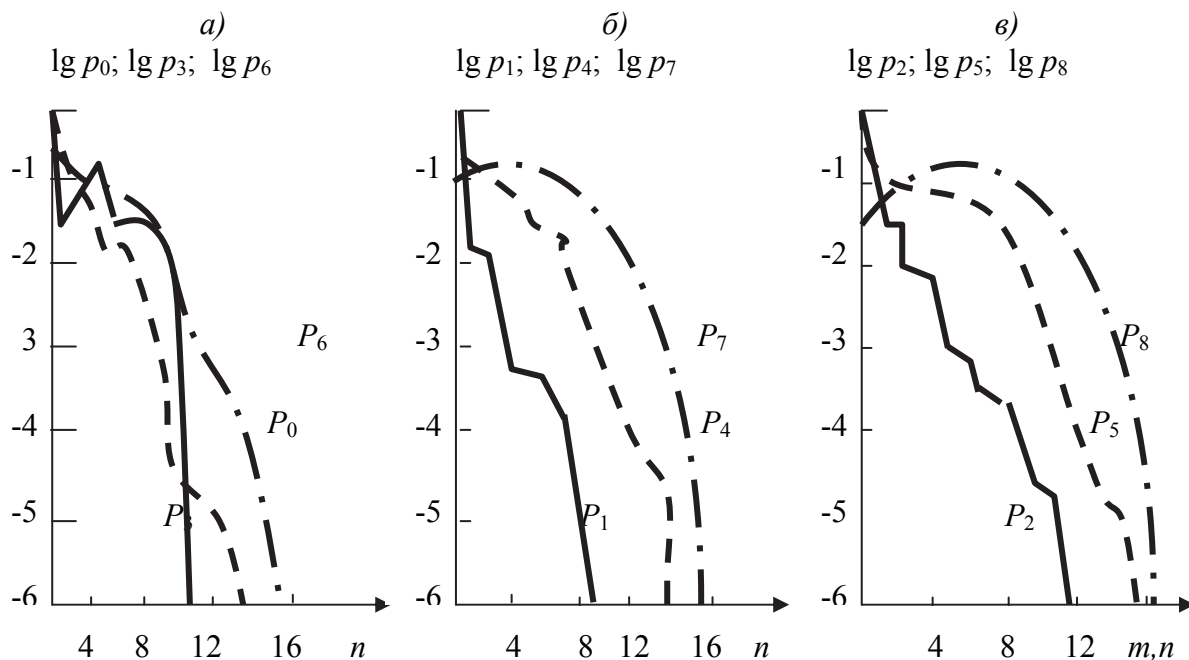 а) б) в)
lg p0; lg p3; lg p6 lg p1; lg p4; lg p7 lg p2; lg p5; lg p8
-1 -1 -1
-2 -2 -2
3 -3 -3
P6 P7 P8
-4 -4 -4
P0 P4 P5
-5 -5 -5
P3 P1 P2
-6 -6 -6
4 8 12 16 n 4 8 12 16 n 4 8 12 m,n